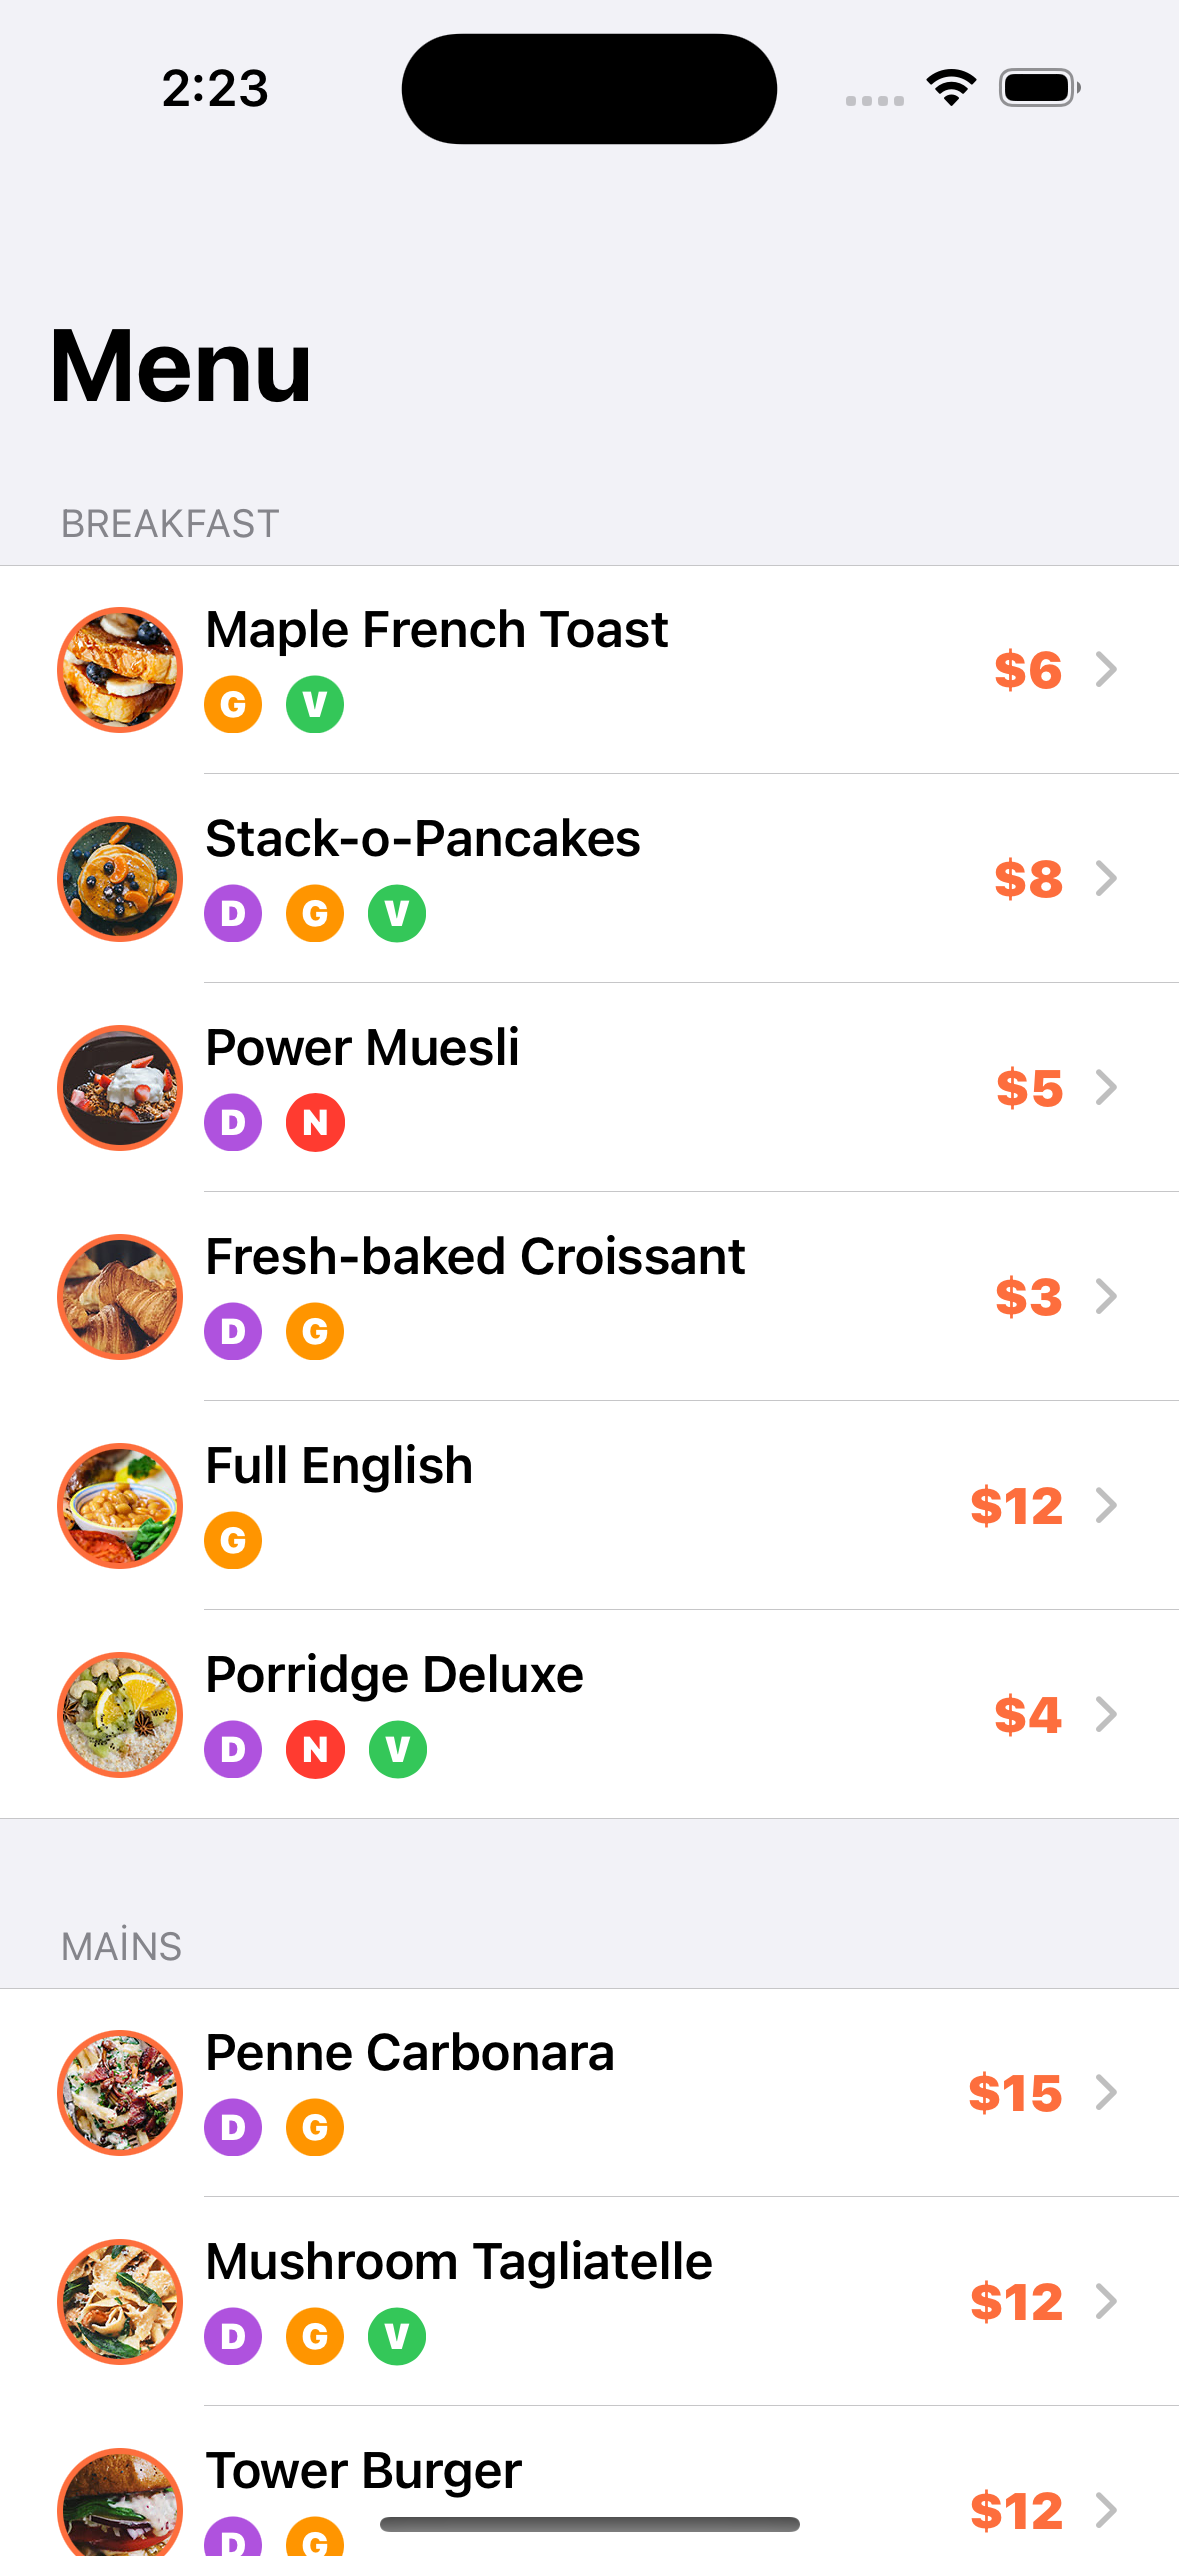 2:23
Menu
BREAKFAST
Maple French Toast
G V
$6
Stack-o-Pancakes
D G V
$8
Power Muesli
D N
$5
Fresh-baked Croissant
D G
$3
Full English
G
$12
Porridge Deluxe
D N V
$4
MAİNS
Penne Carbonara
D G
$15
Mushroom Tagliatelle
D G V
$12
Tower Burger
D G
$12